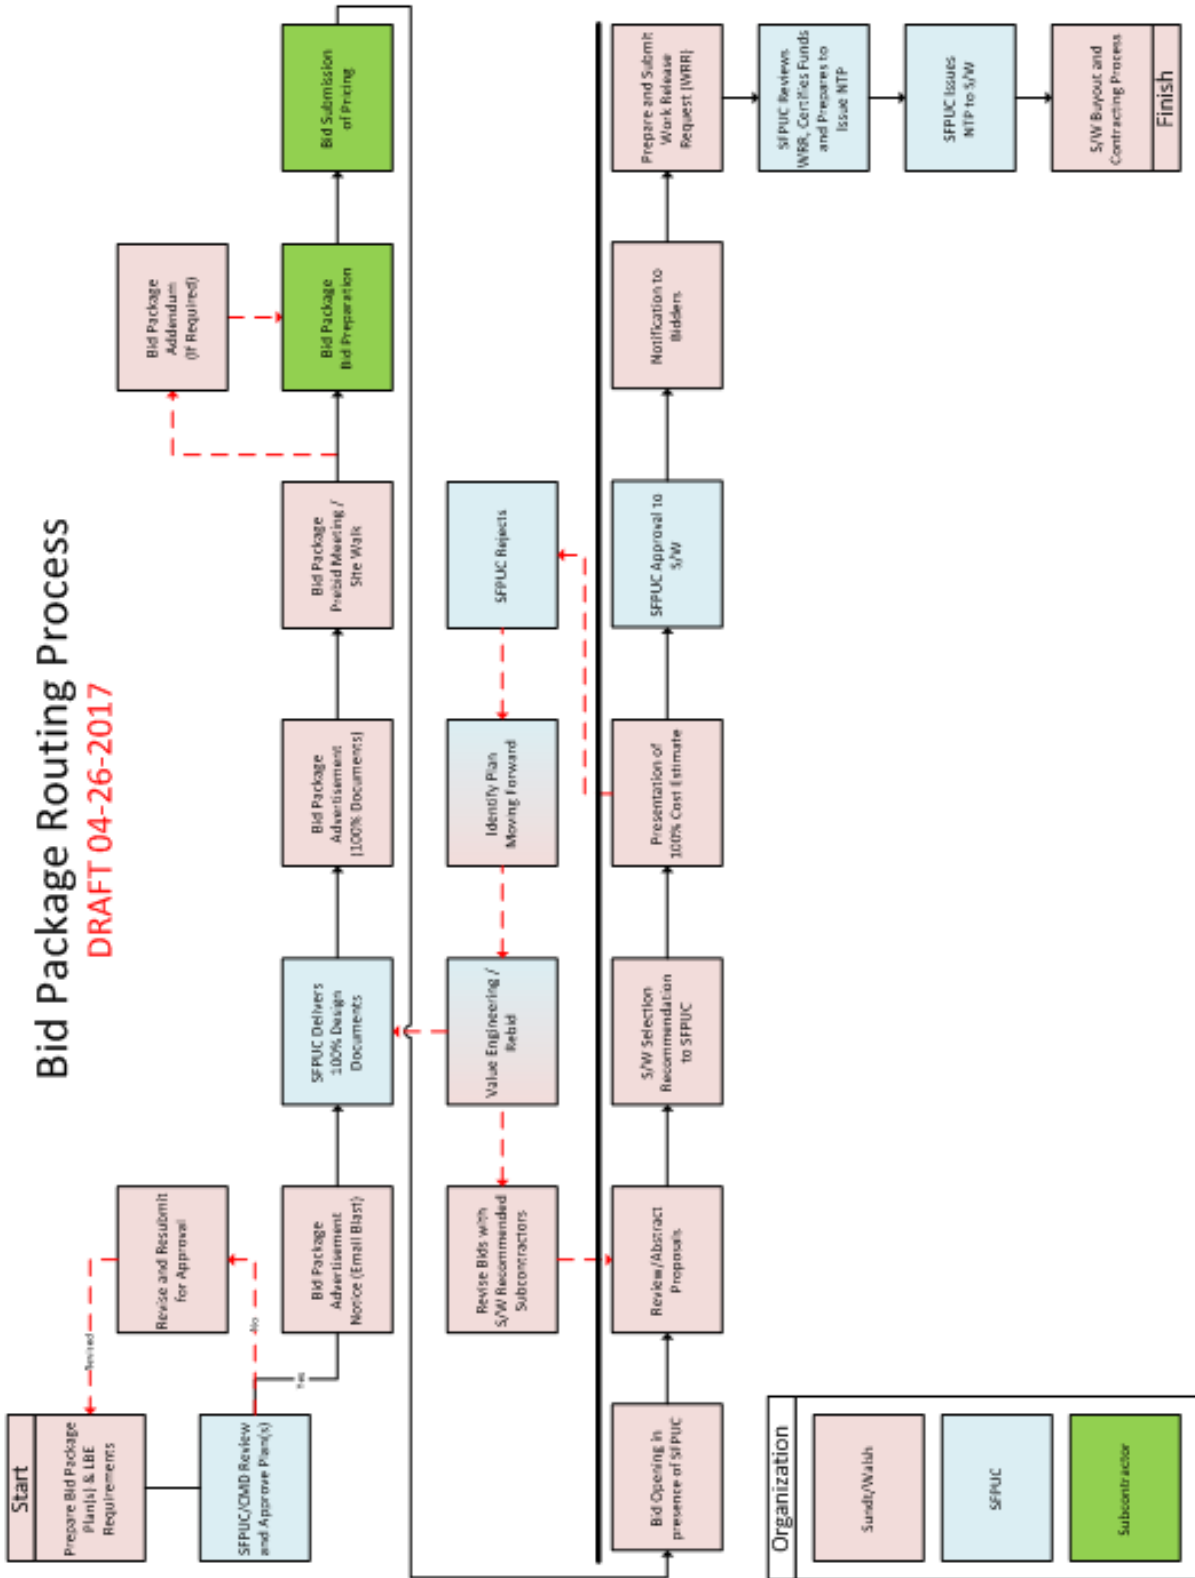 Bid Package Routing Process
DRAFT 04-26-2017
Start
Prepare Bid Package
Plan(s) & LBE
Requirements
Revised
Revise and Resubmit
for Approval
No
SFPUC/CMD Review
and Approve Plan(s)
Yes
Bid Package
Advertisement
Notice (Email Blast)
SFPUC Delivers
100% Design
Documents
Bid Package
Advertisement
(100% Documents)
Bid Package
Prebid Meeting /
Site Walk
Bid Package
Addendum
(If Required)
Bid Package
Bid Preparation
Bid Submission
of Pricing
Revise Bids with
S/W Recommended
Subcontractors
Value Engineering /
Rebid
Identify Plan
Moving Forward
SFPUC Rejects
Bid Opening in
presence of SFPUC
Review/Abstract
Proposals
S/W Selection
Recommendation
to SFPUC
Presentation of
100% Cost Estimate
SFPUC Approval to
S/W
Notification to
Bidders
Prepare and Submit
Work Release
Request (WRR)
SFPUC Reviews
WRR, Certifies Funds
and Prepares to
Issue NTP
SFPUC Issues
NTP to S/W
S/W Buyout and
Contracting Process
Finish
Organization
Sundt/Walsh
SFPUC
Subcontractor